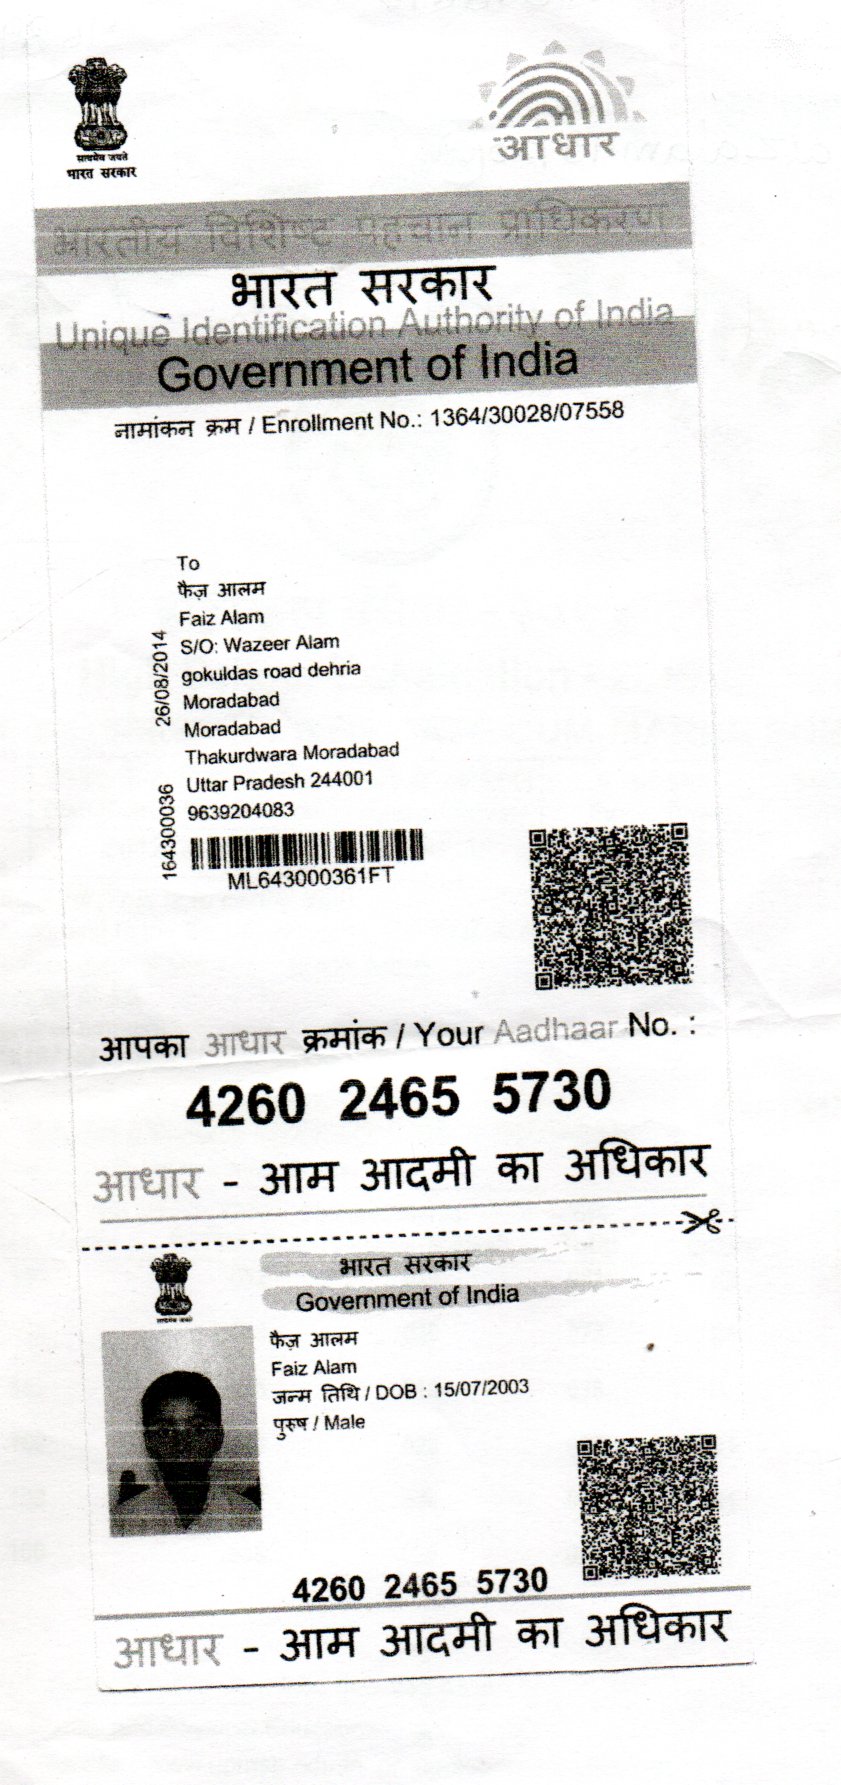 सत्यमेव जयते
भारत सरकार
आधार
भारतीय विशिष्ट पहचान प्राधिकरण
भारत सरकार
Unique Identification Authority of India
Government of India
नामांकन क्रम / Enrollment No.: 1364/30028/07558
To
फैज़ आलम
Faiz Alam
S/O: Wazeer Alam
gokuldas road dehria
Moradabad
Moradabad
Thakurdwara Moradabad
Uttar Pradesh 244001
9639204083
26/08/2014
164300036
ML643000361FT
आपका आधार क्रमांक / Your Aadhaar No. :
4260 2465 5730
आधार - आम आदमी का अधिकार
भारत सरकार
Government of India
फैज़ आलम
Faiz Alam
जन्म तिथि / DOB : 15/07/2003
पुरुष / Male
4260 2465 5730
आधार - आम आदमी का अधिकार